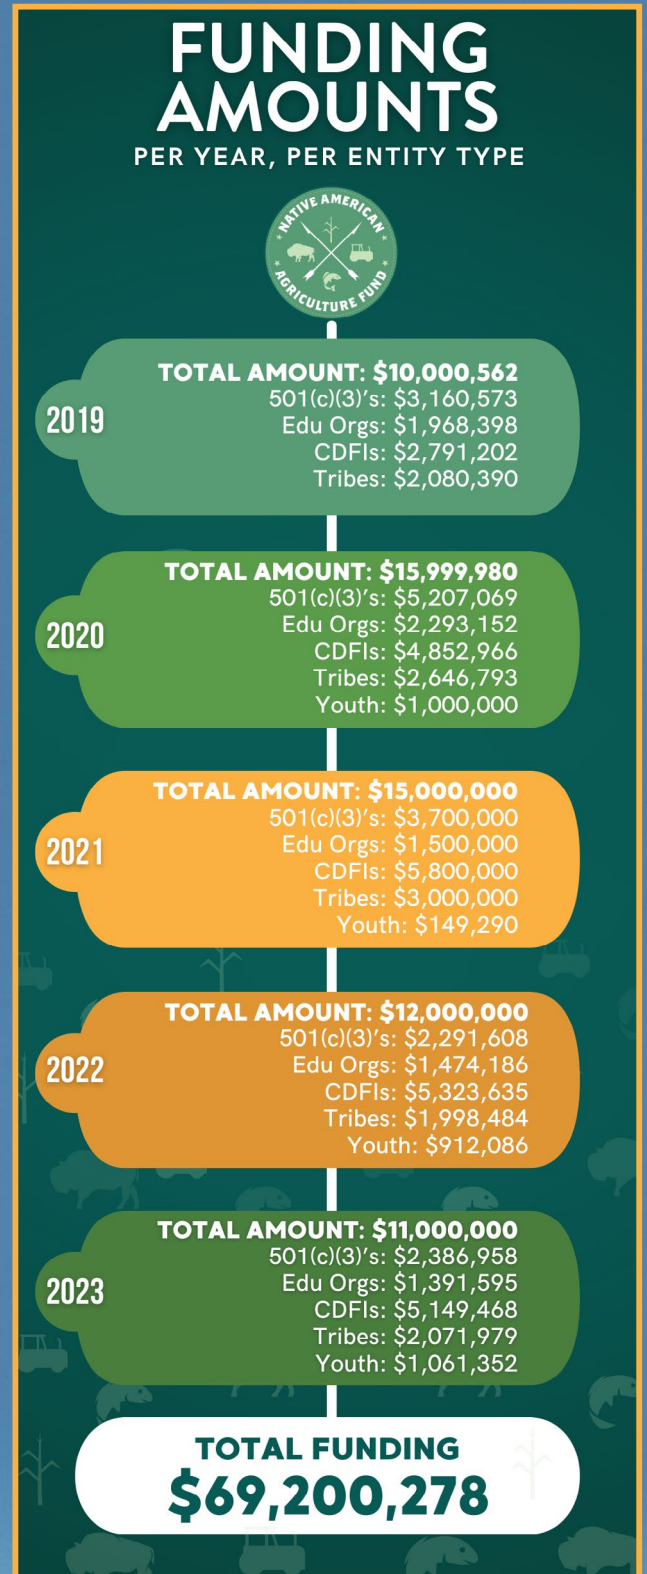 FUNDING
AMOUNTS
PER YEAR, PER ENTITY TYPE
NATIVE AMERICAN
AGRICULTURE FUND
2019
TOTAL AMOUNT: $10,000,562
501(c)(3)’s: $3,160,573
Edu Orgs: $1,968,398
CDFIs: $2,791,202
Tribes: $2,080,390
2020
TOTAL AMOUNT: $15,999,980
501(c)(3)’s: $5,207,069
Edu Orgs: $2,293,152
CDFIs: $4,852,966
Tribes: $2,646,793
Youth: $1,000,000
2021
TOTAL AMOUNT: $15,000,000
501(c)(3)’s: $3,700,000
Edu Orgs: $1,500,000
CDFIs: $5,800,000
Tribes: $3,000,000
Youth: $149,290
2022
TOTAL AMOUNT: $12,000,000
501(c)(3)’s: $2,291,608
Edu Orgs: $1,474,186
CDFIs: $5,323,635
Tribes: $1,998,484
Youth: $912,086
2023
TOTAL AMOUNT: $11,000,000
501(c)(3)’s: $2,386,958
Edu Orgs: $1,391,595
CDFIs: $5,149,468
Tribes: $2,071,979
Youth: $1,061,352
TOTAL FUNDING
$69,200,278